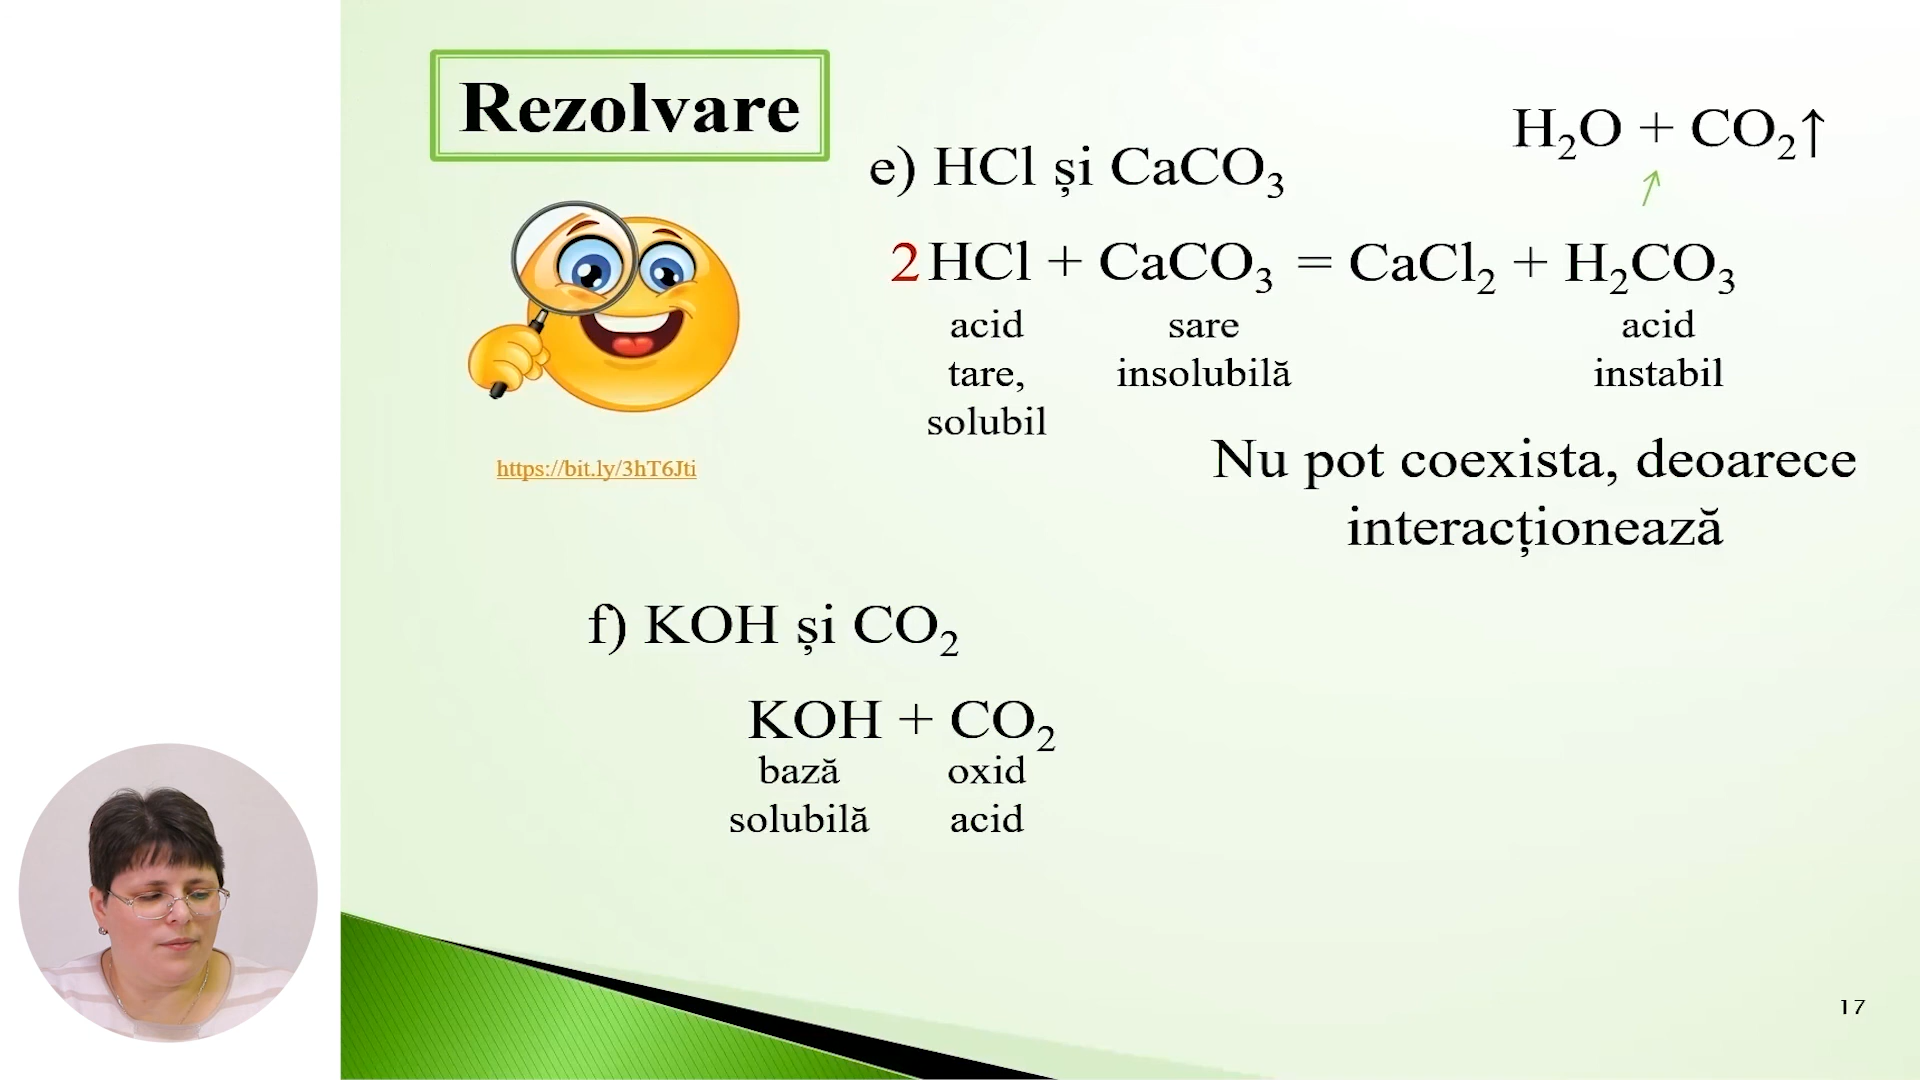 Rezolvare
H₂O + CO₂↑
e) HCl și CaCO₃
2 HCl + CaCO₃ = CaCl₂ + H₂CO₃
acid sare acid
tare, insolubilă instabil
solubil
Nu pot coexista, deoarece
interacționează
https://bit.ly/3hT6Jti
f) KOH și CO₂
KOH + CO₂
bază oxid
solubilă acid
17